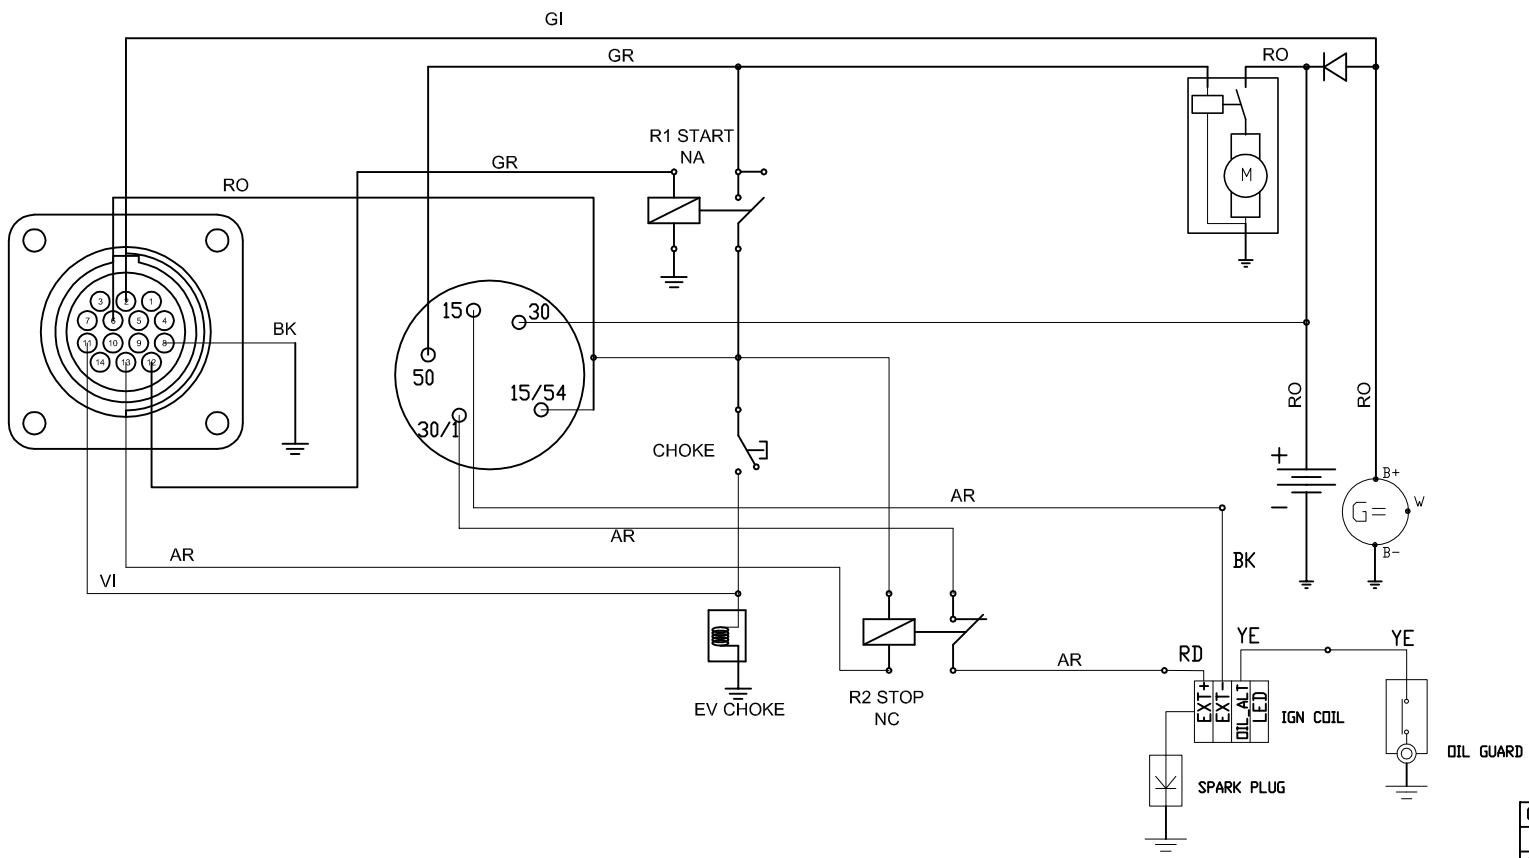 GI
GR
RO
R1 START
NA
GR
RO
M
3
2
1
7
6
5
4
11
10
9
8
14
13
12
BK
15
30
50
15/54
30/1
CHOKE
RO
RO
+
−
B+
G=
W
B-
AR
AR
AR
VI
BK
YE
YE
RD
AR
R2 STOP
NC
EV CHOKE
EXT+
EXT-
OIL_ALT
LED
IGN COIL
OIL GUARD
SPARK PLUG